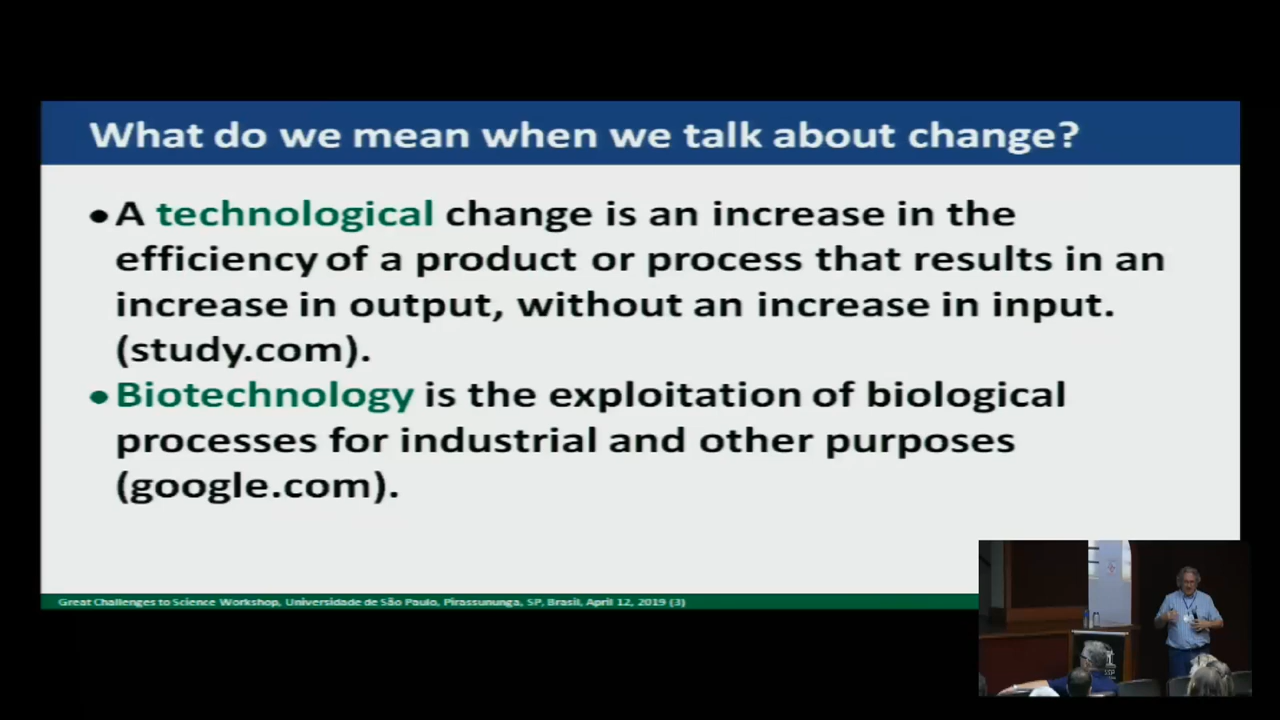 What do we mean when we talk about change?
• A technological change is an increase in the
efficiency of a product or process that results in an
increase in output, without an increase in input.
(study.com).
• Biotechnology is the exploitation of biological
processes for industrial and other purposes
(google.com).
Great Challenges to Science Workshop, Universidade de São Paulo, Pirassununga, SP, Brasil, April 12, 2019 (3)